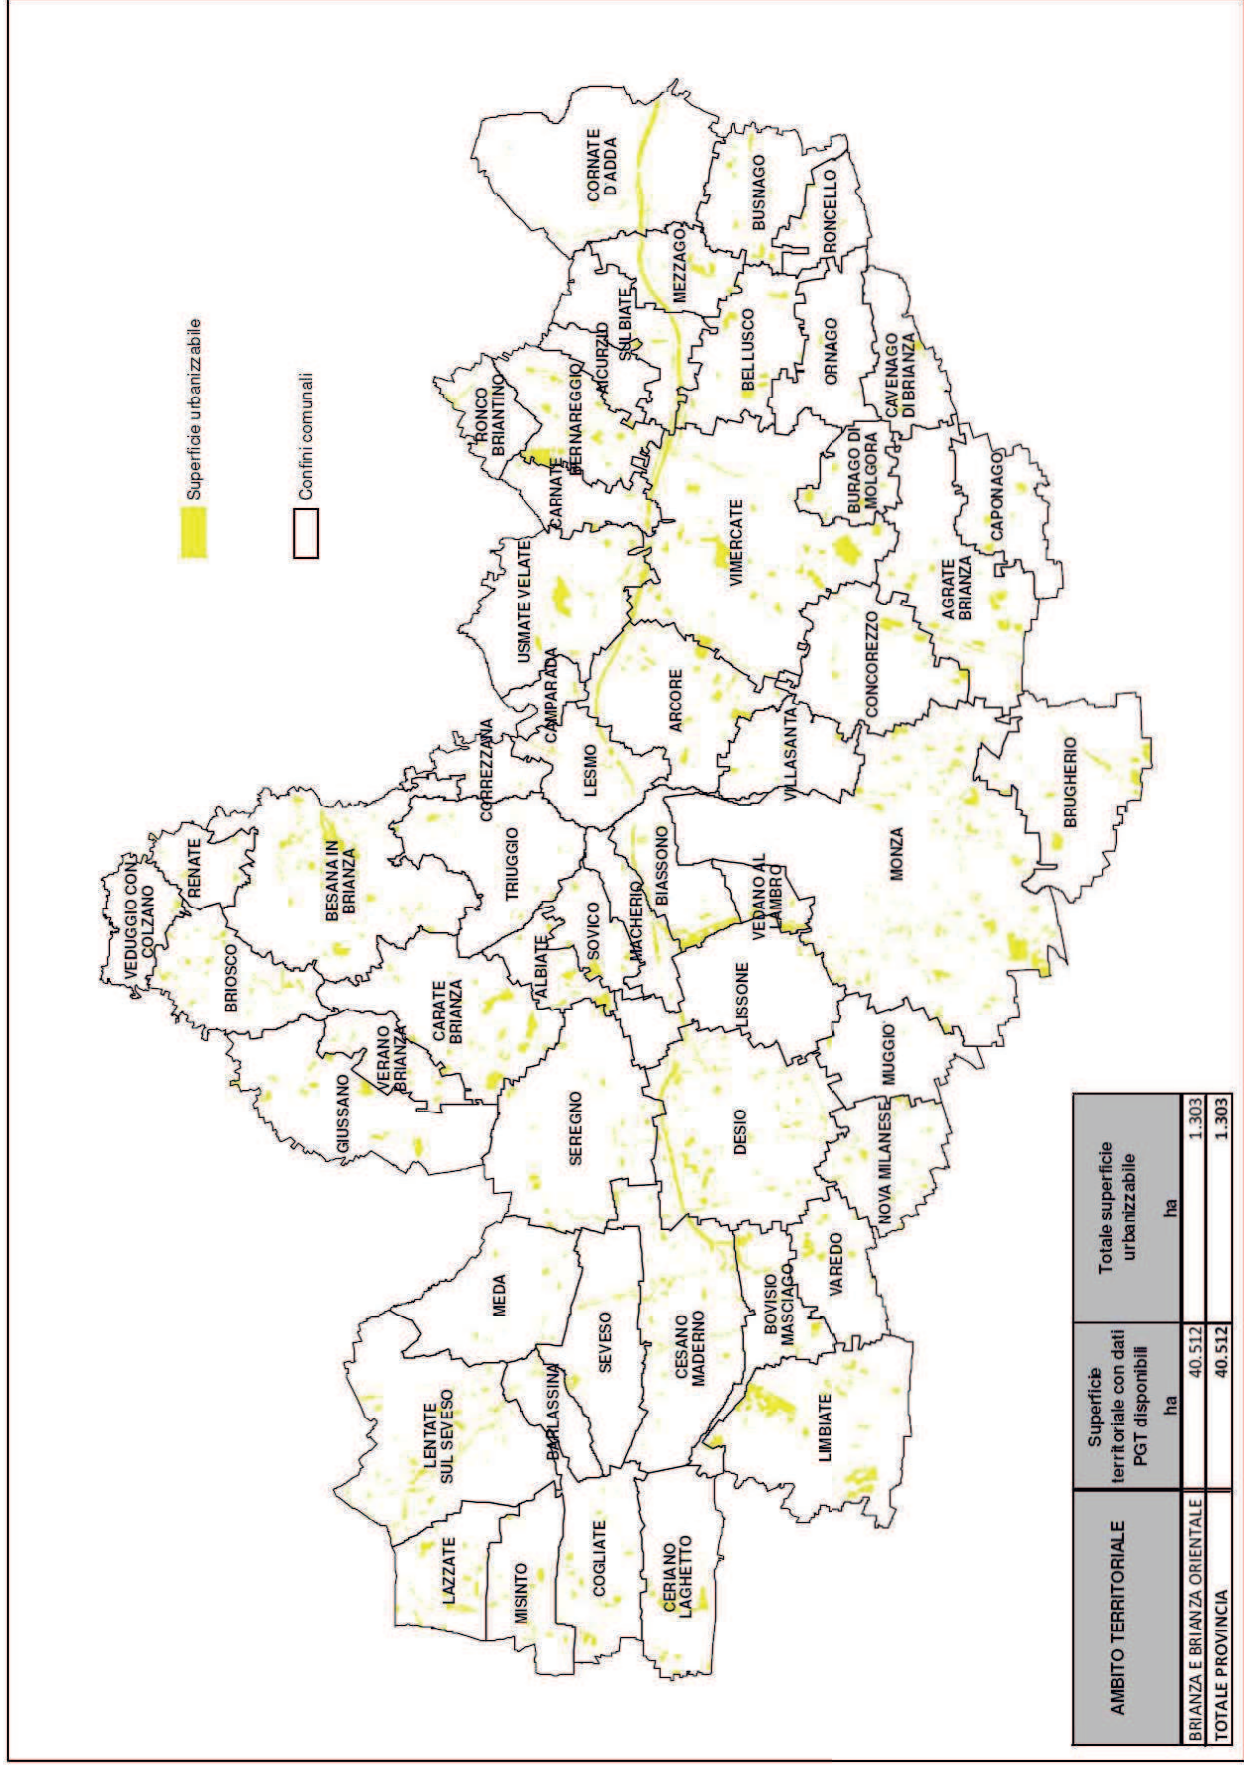 Superficie urbanizzabile
Confini comunali
VEDUGGIO CON
COLZANO
RENATE
BRIOSCO
BESANA IN
BRIANZA
GIUSSANO
VERANO
BRIANZA
CARATE
BRIANZA
TRIUGGIO
CORREZZANA
CAMPARADA
USMATE VELATE
CARNATE
RONCO
BRIANTINO
BERNAREGGIO
AICURZIO
SULBIATE
MEZZAGO
CORNATE
D'ADDA
BUSNAGO
RONCELLO
BELLUSCO
ORNAGO
CAVENAGO
DI BRIANZA
BURAGO DI
MOLGORA
CAPONAGO
AGRATE
BRIANZA
VIMERCATE
CONCOREZZO
ARCORE
VILLASANTA
LESMO
ALBIATE
SOVICO
MACHERIO
BIASSONO
VEDANO AL
LAMBRO
LISSONE
MONZA
BRUGHERIO
MUGGIO'
NOVA MILANESE
DESIO
SEREGNO
MEDA
SEVESO
CESANO
MADERNO
BOVISIO
MASCIAGO
VAREDO
LIMBIATE
BARLASSINA
LENTATE
SUL SEVESO
LAZZATE
MISINTO
COGLIATE
CERIANO
LAGHETTO
AMBITO TERRITORIALE
Superficie
territoriale con dati
PGT disponibili
ha
Totale superficie
urbanizzabile
ha
BRIANZA E BRIANZA ORIENTALE 40.512 1.303
TOTALE PROVINCIA 40.512 1.303